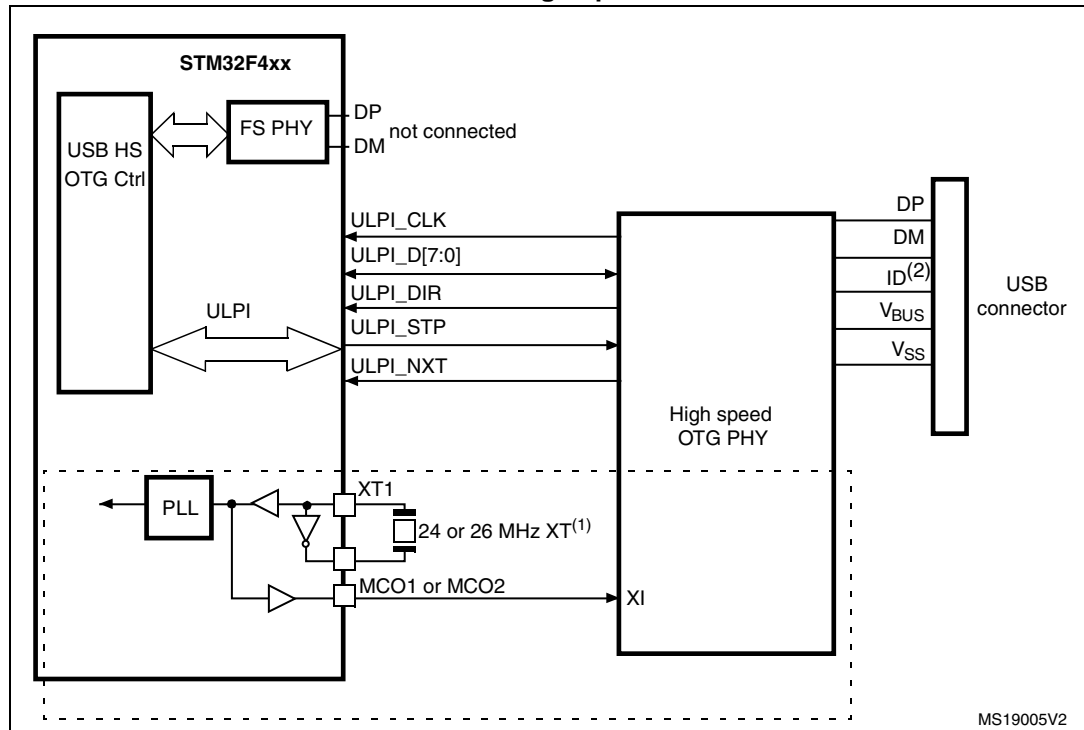 STM32F4xx
USB HS
OTG Ctrl
FS PHY
DP
DM
not connected
ULPI_CLK
ULPI_D[7:0]
ULPI_DIR
ULPI_STP
ULPI_NXT
ULPI
High speed
OTG PHY
DP
DM
ID(2)
VBUS
VSS
USB
connector
PLL
XT1
24 or 26 MHz XT(1)
MCO1 or MCO2
XI
MS19005V2